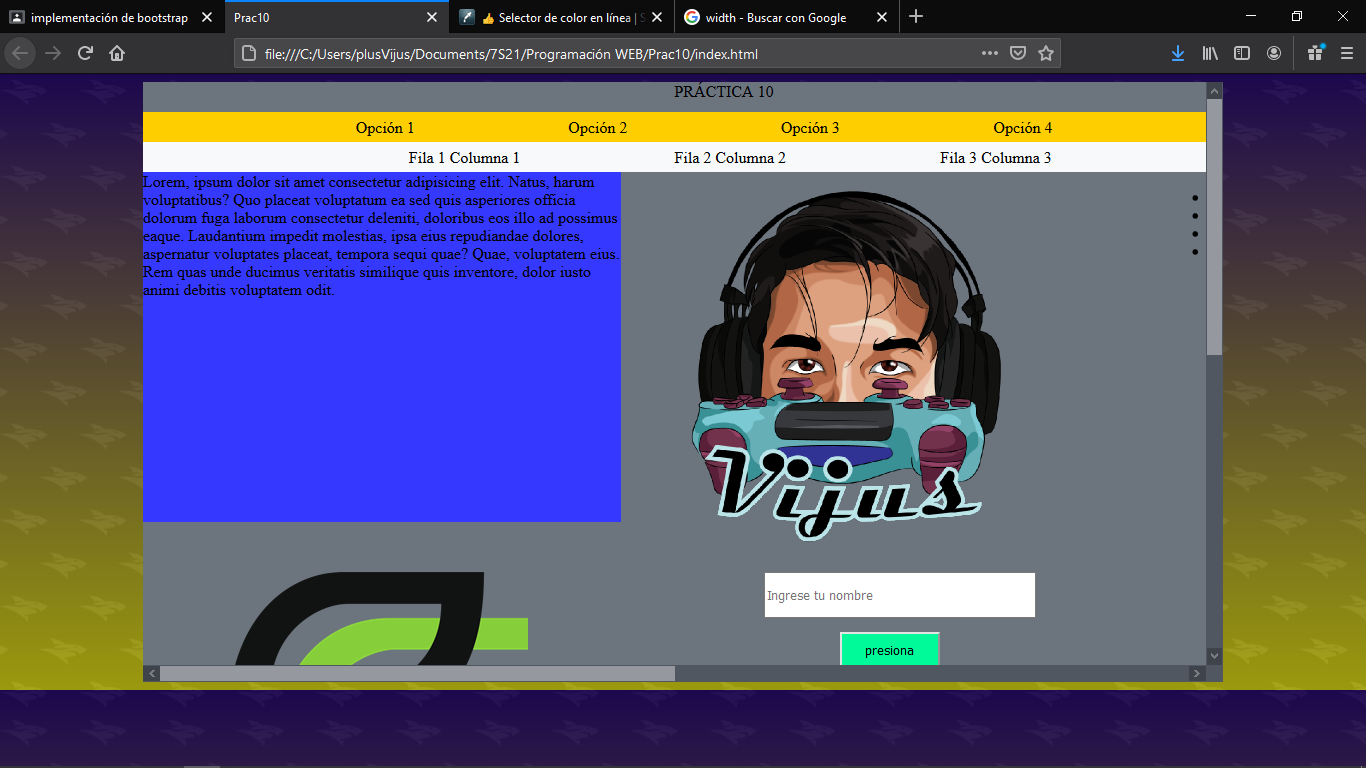 implementación de bootstrap
Prac10
👍 Selector de color en línea | S
width - Buscar con Google
file:///C:/Users/plusVijus/Documents/7S21/Programación WEB/Prac10/index.html
PRÁCTICA 10
Opción 1 Opción 2 Opción 3 Opción 4
Fila 1 Columna 1 Fila 2 Columna 2 Fila 3 Columna 3
Lorem, ipsum dolor sit amet consectetur adipisicing elit. Natus, harum
voluptatibus? Quo placeat voluptatum ea sed quis asperiores officia
dolorum fuga laborum consectetur deleniti, doloribus eos illo ad possimus
eaque. Laudantium impedit molestias, ipsa eius repudiandae dolores,
aspernatur voluptates placeat, tempora sequi quae? Quae, voluptatem eius.
Rem quas unde ducimus veritatis similique quis inventore, dolor iusto
animi debitis voluptatem odit.
Vijus
Ingrese tu nombre
presiona